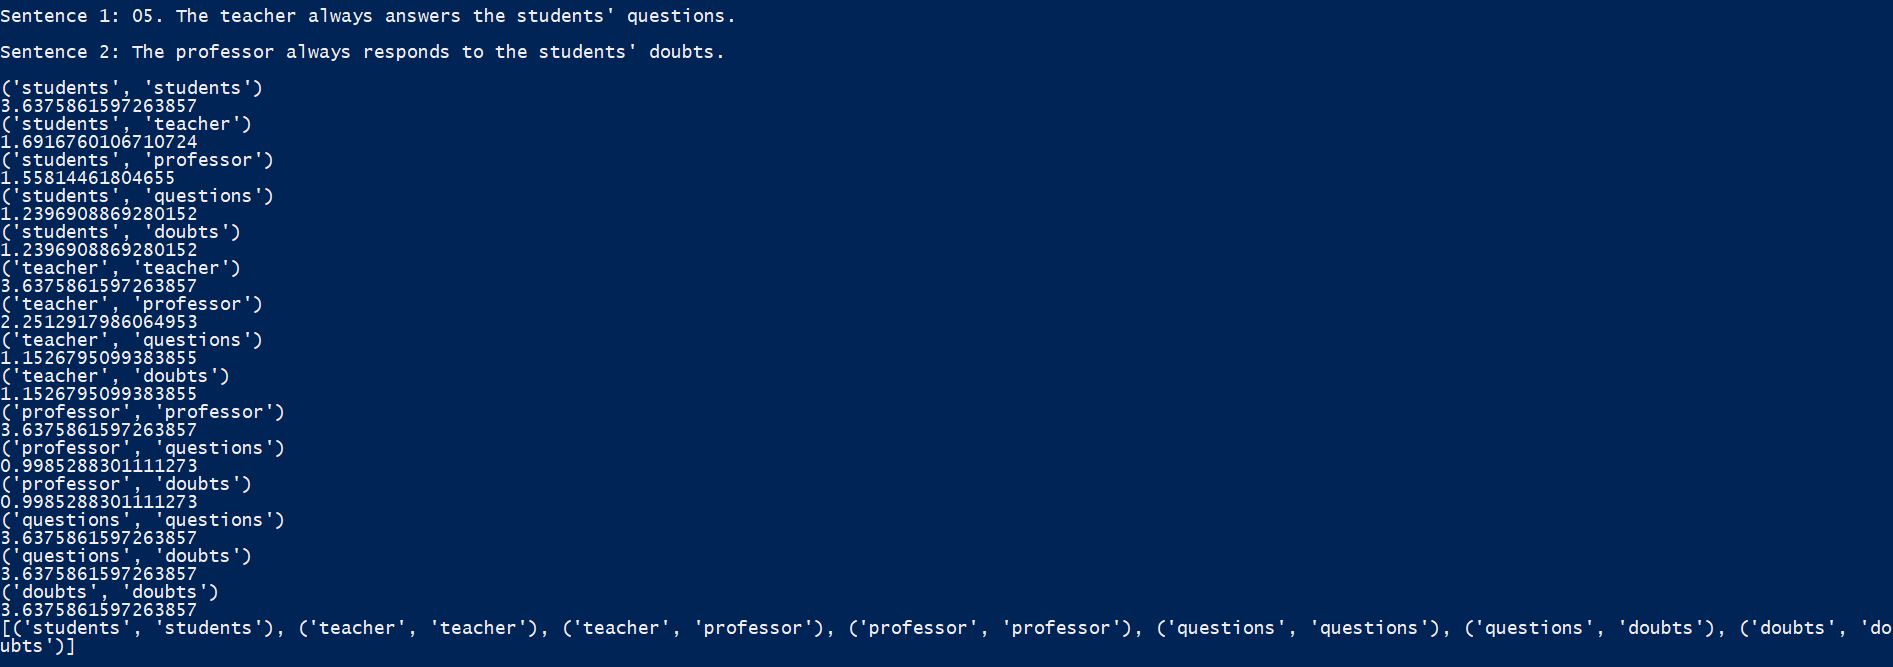 Sentence 1: 05. The teacher always answers the students' questions.
Sentence 2: The professor always responds to the students' doubts.
('students', 'students')
3.6375861597263857
('students', 'teacher')
1.6916760106710724
('students', 'professor')
1.55814461804655
('students', 'questions')
1.2396908869280152
('students', 'doubts')
1.2396908869280152
('teacher', 'teacher')
3.6375861597263857
('teacher', 'professor')
2.2512917986064953
('teacher', 'questions')
1.1526795099383855
('teacher', 'doubts')
1.1526795099383855
('professor', 'professor')
3.6375861597263857
('professor', 'questions')
0.9985288301111273
('professor', 'doubts')
0.9985288301111273
('questions', 'questions')
3.6375861597263857
('questions', 'doubts')
3.6375861597263857
('doubts', 'doubts')
3.6375861597263857
[('students', 'students'), ('teacher', 'teacher'), ('teacher', 'professor'), ('professor', 'professor'), ('questions', 'questions'), ('questions', 'doubts'), ('doubts', 'do
ubts')]